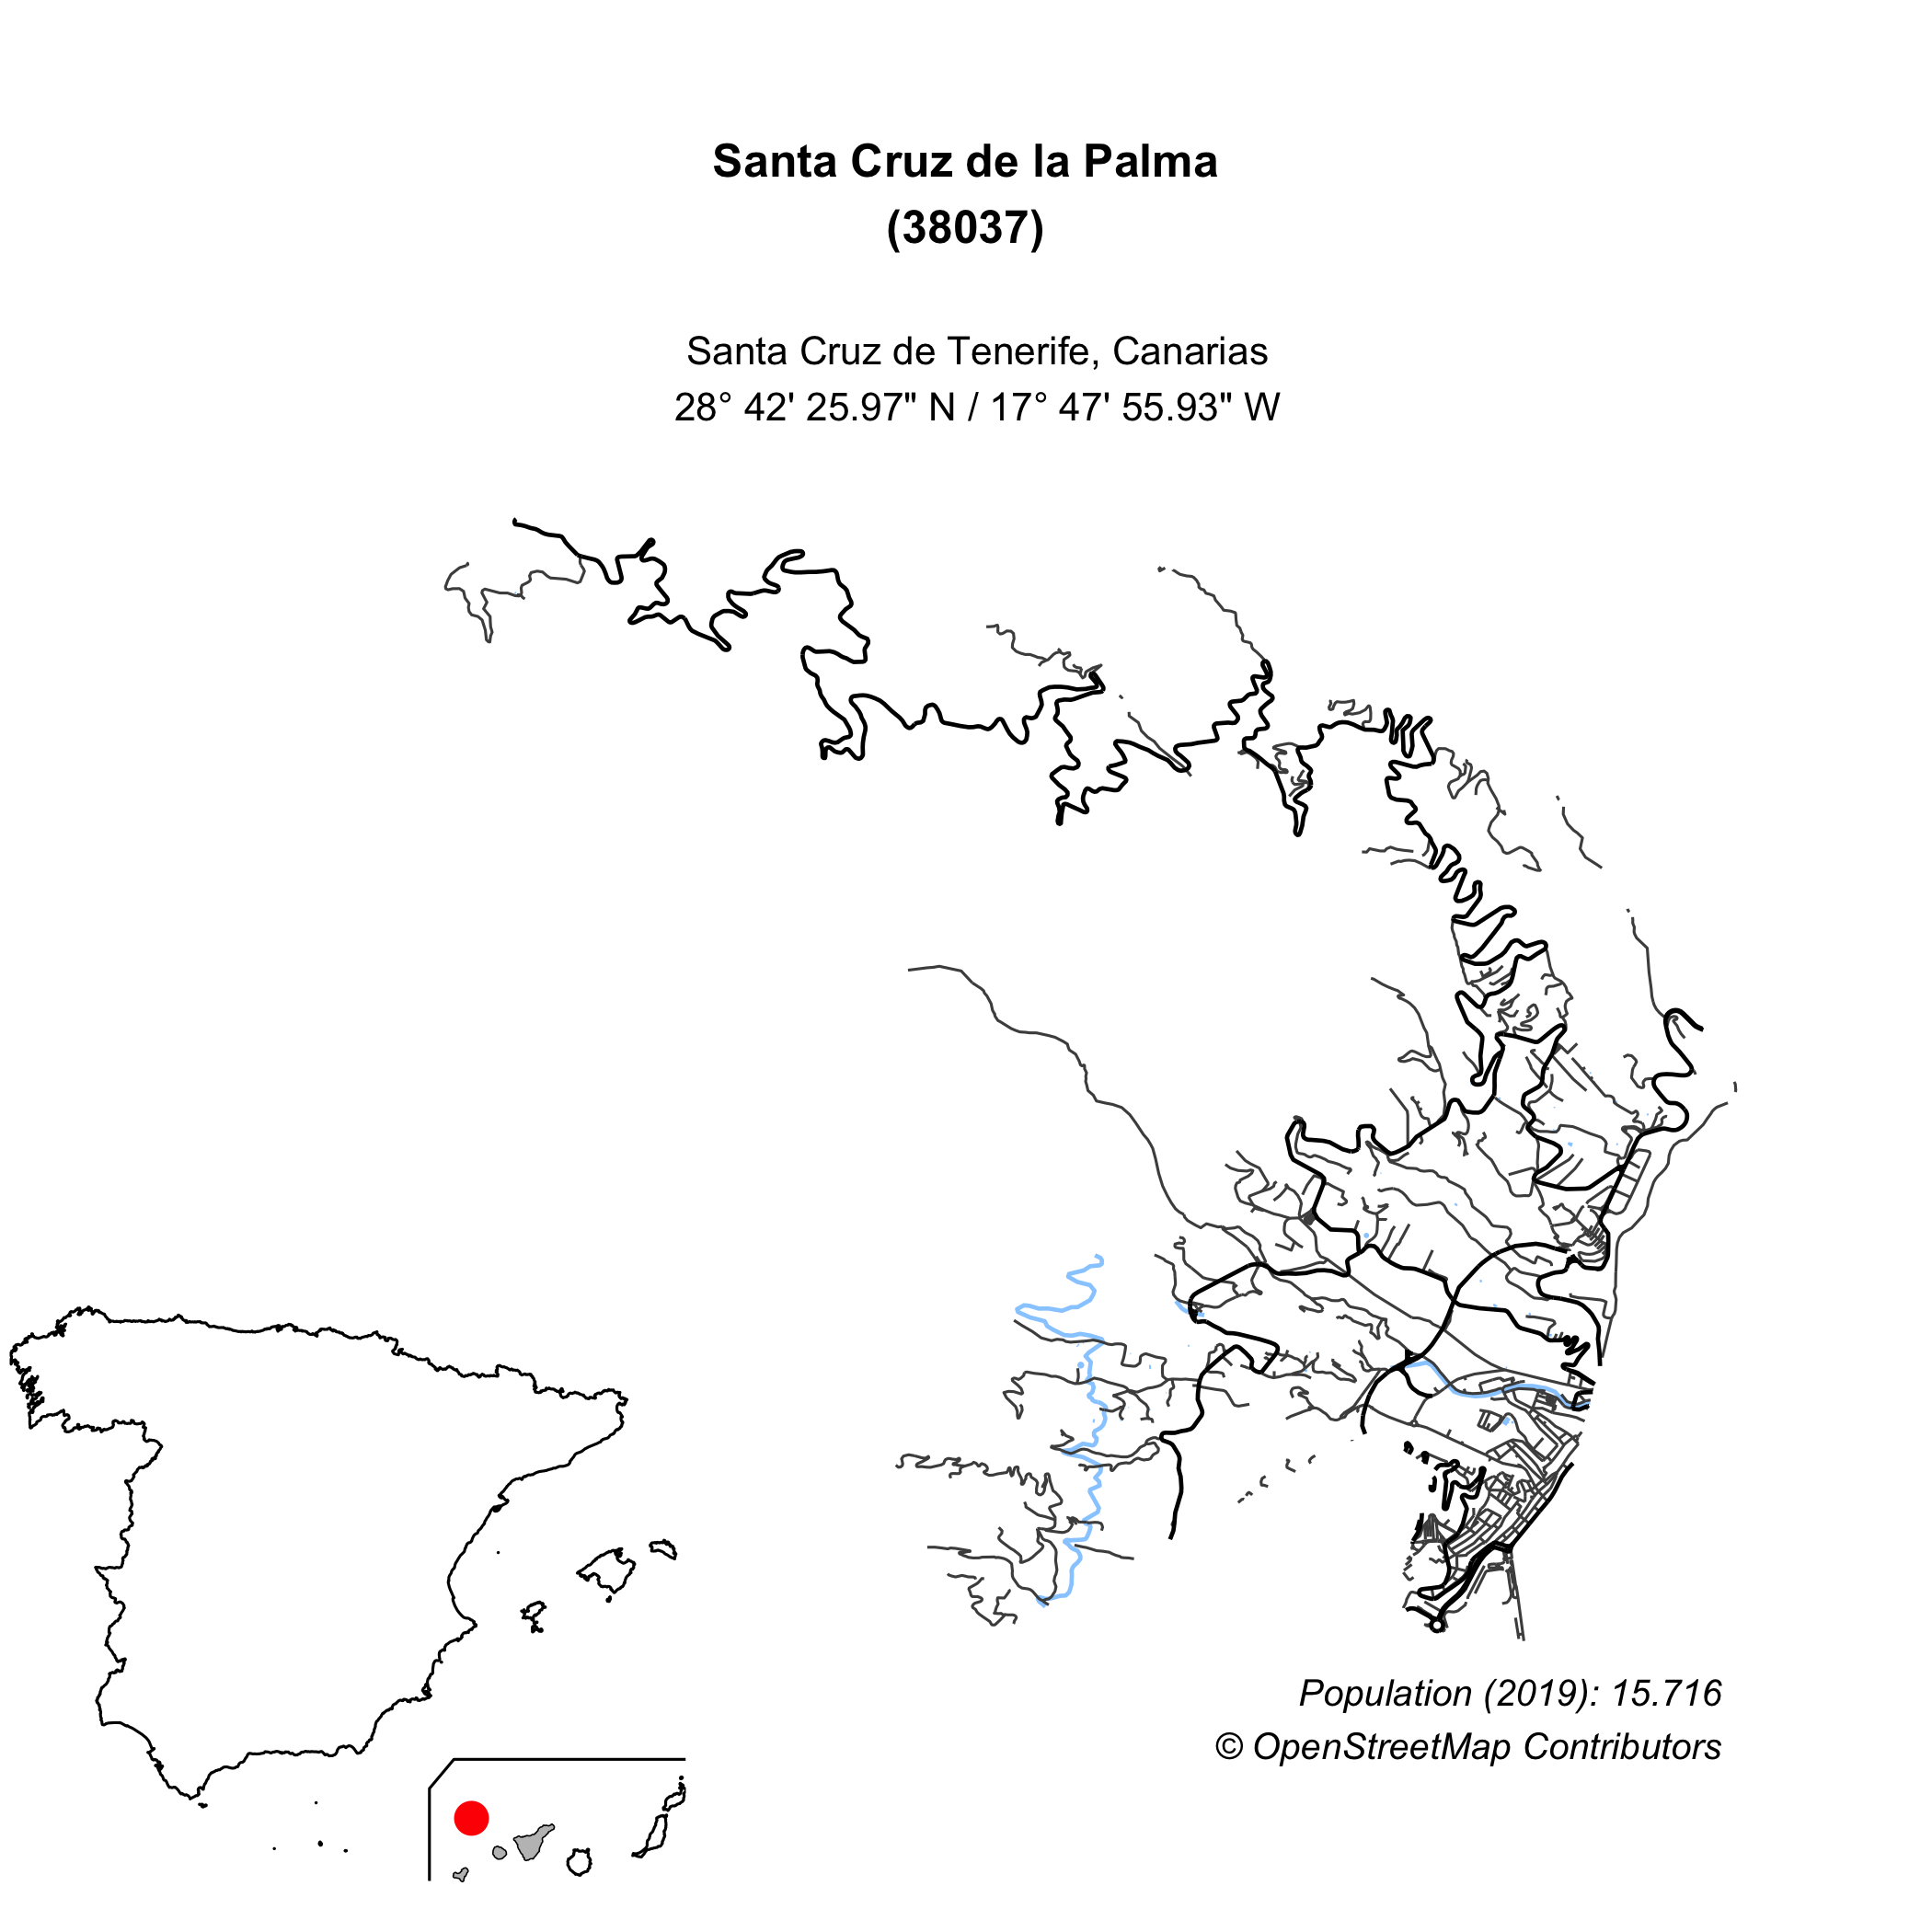 Santa Cruz de la Palma
(38037)
Santa Cruz de Tenerife, Canarias
28° 42' 25.97" N / 17° 47' 55.93" W
Population (2019): 15.716
© OpenStreetMap Contributors